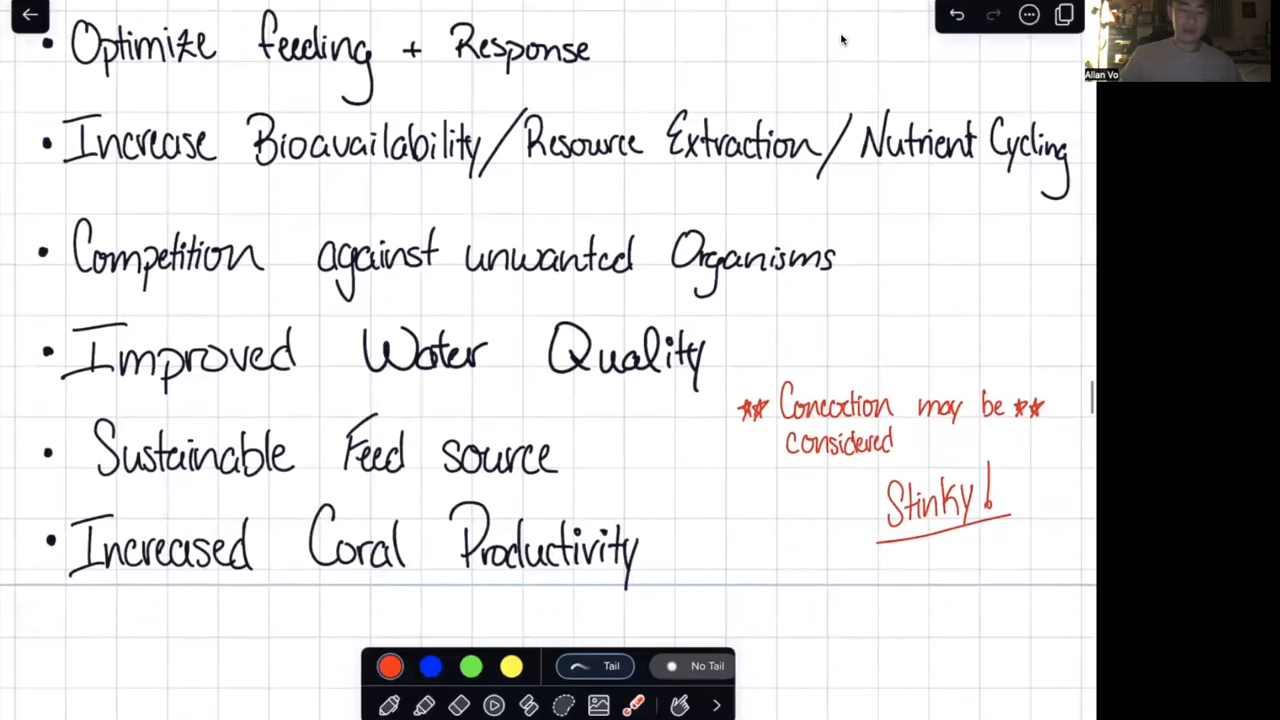 • Optimize feeding + Response
Allan Vo
• Increase Bioavailability/Resource Extraction/Nutrient Cycling
• Competition against unwanted Organisms
• Improved Water Quality
** Concoction may be **
considered
Stinky!
• Sustainable Feed source
• Increased Coral Productivity
Tail
No Tail